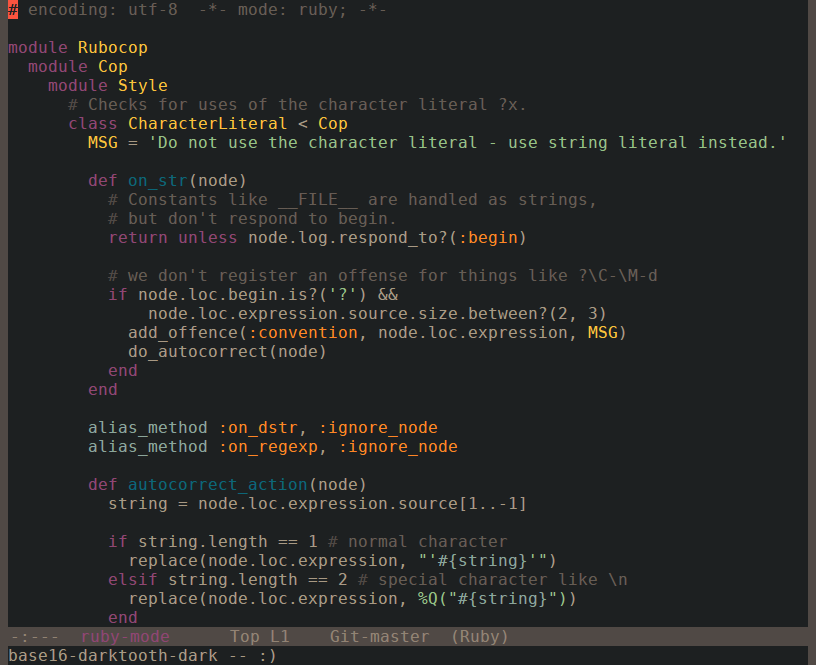 # encoding: utf-8  -*- mode: ruby; -*-

module Rubocop
  module Cop
    module Style
      # Checks for uses of the character literal ?x.
      class CharacterLiteral < Cop
        MSG = 'Do not use the character literal - use string literal instead.'

        def on_str(node)
          # Constants like __FILE__ are handled as strings,
          # but don't respond to begin.
          return unless node.log.respond_to?(:begin)

          # we don't register an offense for things like ?\C-\M-d
          if node.loc.begin.is?('?') &&
              node.loc.expression.source.size.between?(2, 3)
            add_offence(:convention, node.loc.expression, MSG)
            do_autocorrect(node)
          end
        end

        alias_method :on_dstr, :ignore_node
        alias_method :on_regexp, :ignore_node

        def autocorrect_action(node)
          string = node.loc.expression.source[1..-1]

          if string.length == 1 # normal character
            replace(node.loc.expression, "'#{string}'")
          elsif string.length == 2 # special character like \n
            replace(node.loc.expression, %Q("#{string}"))
          end
-:---  ruby-mode      Top L1    Git-master  (Ruby)
base16-darktooth-dark -- :)